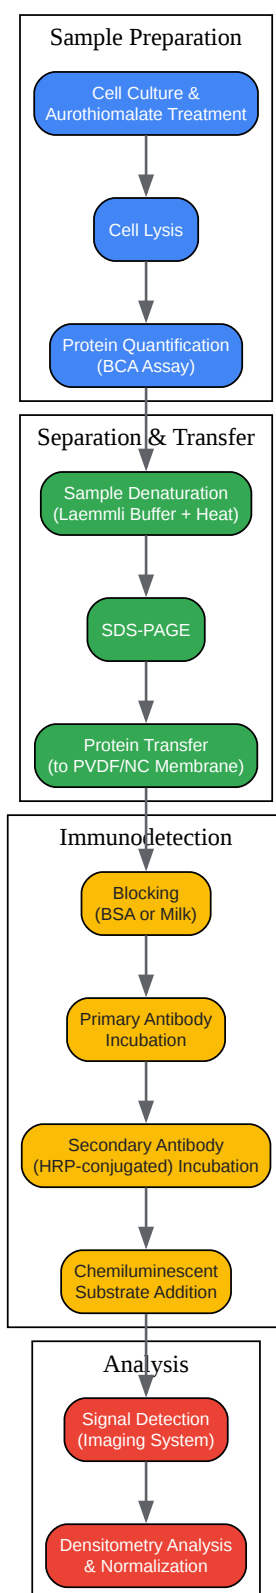 Sample Preparation
Cell Culture &
Aurothiomalate Treatment
Cell Lysis
Protein Quantification
(BCA Assay)
Separation & Transfer
Sample Denaturation
(Laemmli Buffer + Heat)
SDS-PAGE
Protein Transfer
(to PVDF/NC Membrane)
Immunodetection
Blocking
(BSA or Milk)
Primary Antibody
Incubation
Secondary Antibody
(HRP-conjugated) Incubation
Chemiluminescent
Substrate Addition
Analysis
Signal Detection
(Imaging System)
Densitometry Analysis
& Normalization